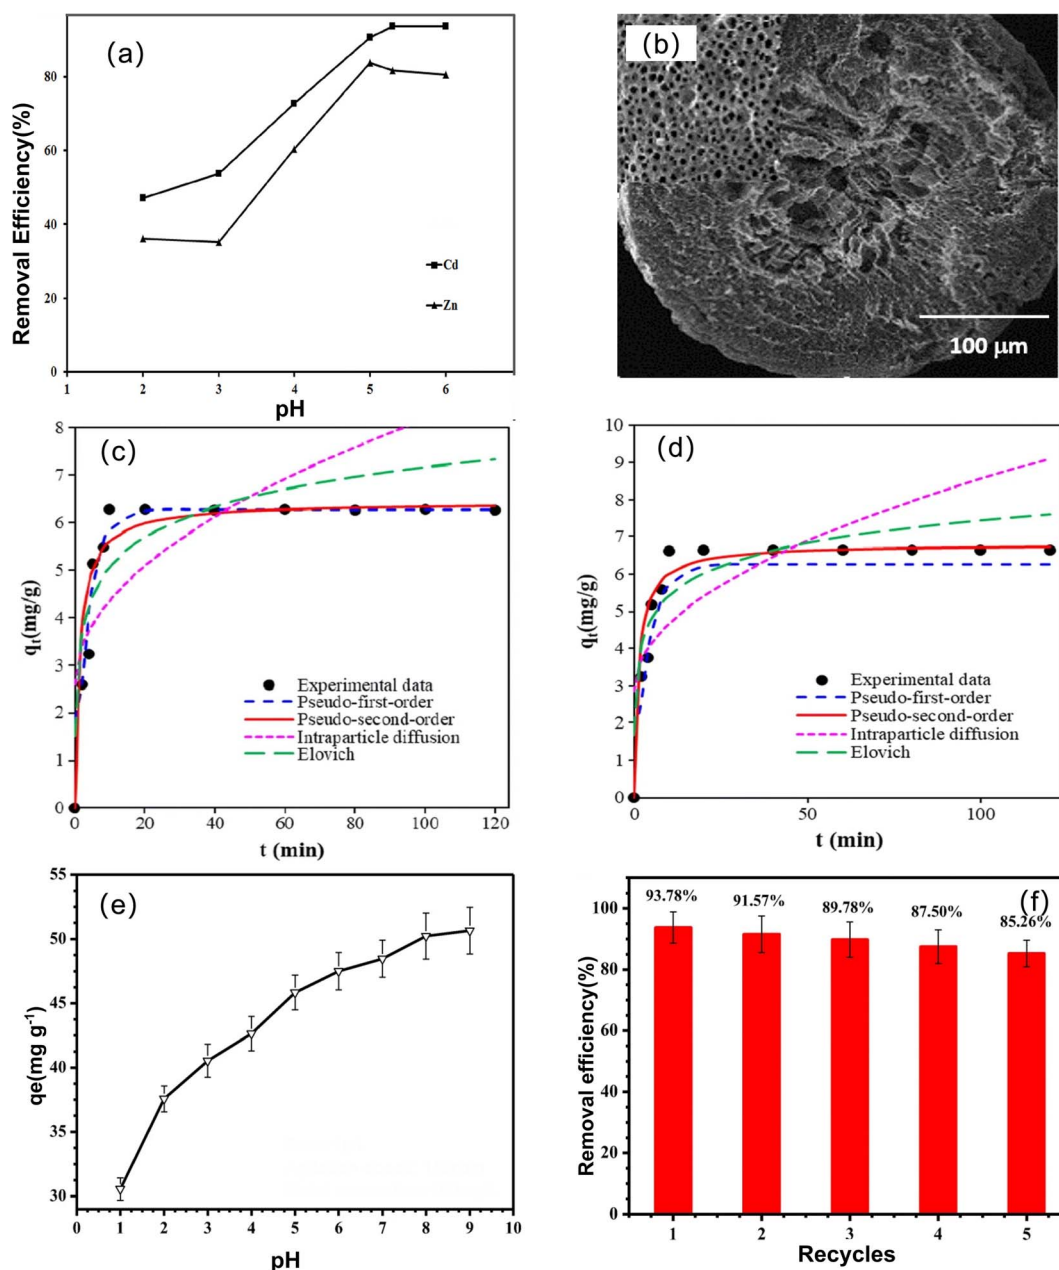 (a)
Removal Efficiency(%)
80
60
40
20
0
Cd
Zn
1 2 3 4 5 6
pH
(b)
100 μm
(c)
qt(mg/g)
8
7
6
5
4
3
2
1
0
Experimental data
Pseudo-first-order
Pseudo-second-order
Intraparticle diffusion
Elovich
0 20 40 60 80 100 120
t (min)
(d)
qt(mg/g)
10
9
8
7
6
5
4
3
2
1
0
Experimental data
Pseudo-first-order
Pseudo-second-order
Intraparticle diffusion
Elovich
0 50 100
t (min)
(e)
qe(mg g-1)
55
50
45
40
35
30
0 1 2 3 4 5 6 7 8 9 10
pH
(f)
Removal efficiency(%)
100
80
60
40
20
0
93.78% 91.57% 89.78% 87.50% 85.26%
1 2 3 4 5
Recycles